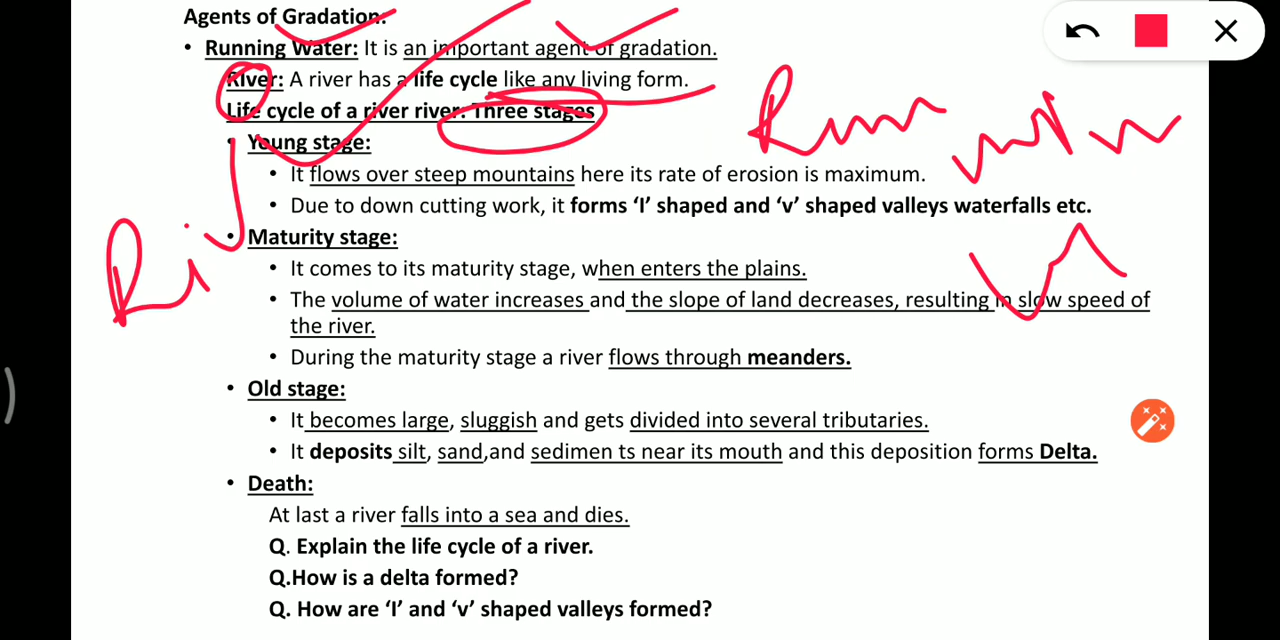 Agents of Gradation:
• Running Water: It is an important agent of gradation.
River: A river has a life cycle like any living form.
Life cycle of a river river: Three stages
• Young stage:
• It flows over steep mountains here its rate of erosion is maximum.
• Due to down cutting work, it forms ‘I’ shaped and ‘v’ shaped valleys waterfalls etc.
• Maturity stage:
• It comes to its maturity stage, when enters the plains.
• The volume of water increases and the slope of land decreases, resulting in slow speed of
the river.
• During the maturity stage a river flows through meanders.
• Old stage:
• It becomes large, sluggish and gets divided into several tributaries.
• It deposits silt, sand,and sedimen ts near its mouth and this deposition forms Delta.
• Death:
At last a river falls into a sea and dies.
Q. Explain the life cycle of a river.
Q.How is a delta formed?
Q. How are ‘I’ and ‘v’ shaped valleys formed?